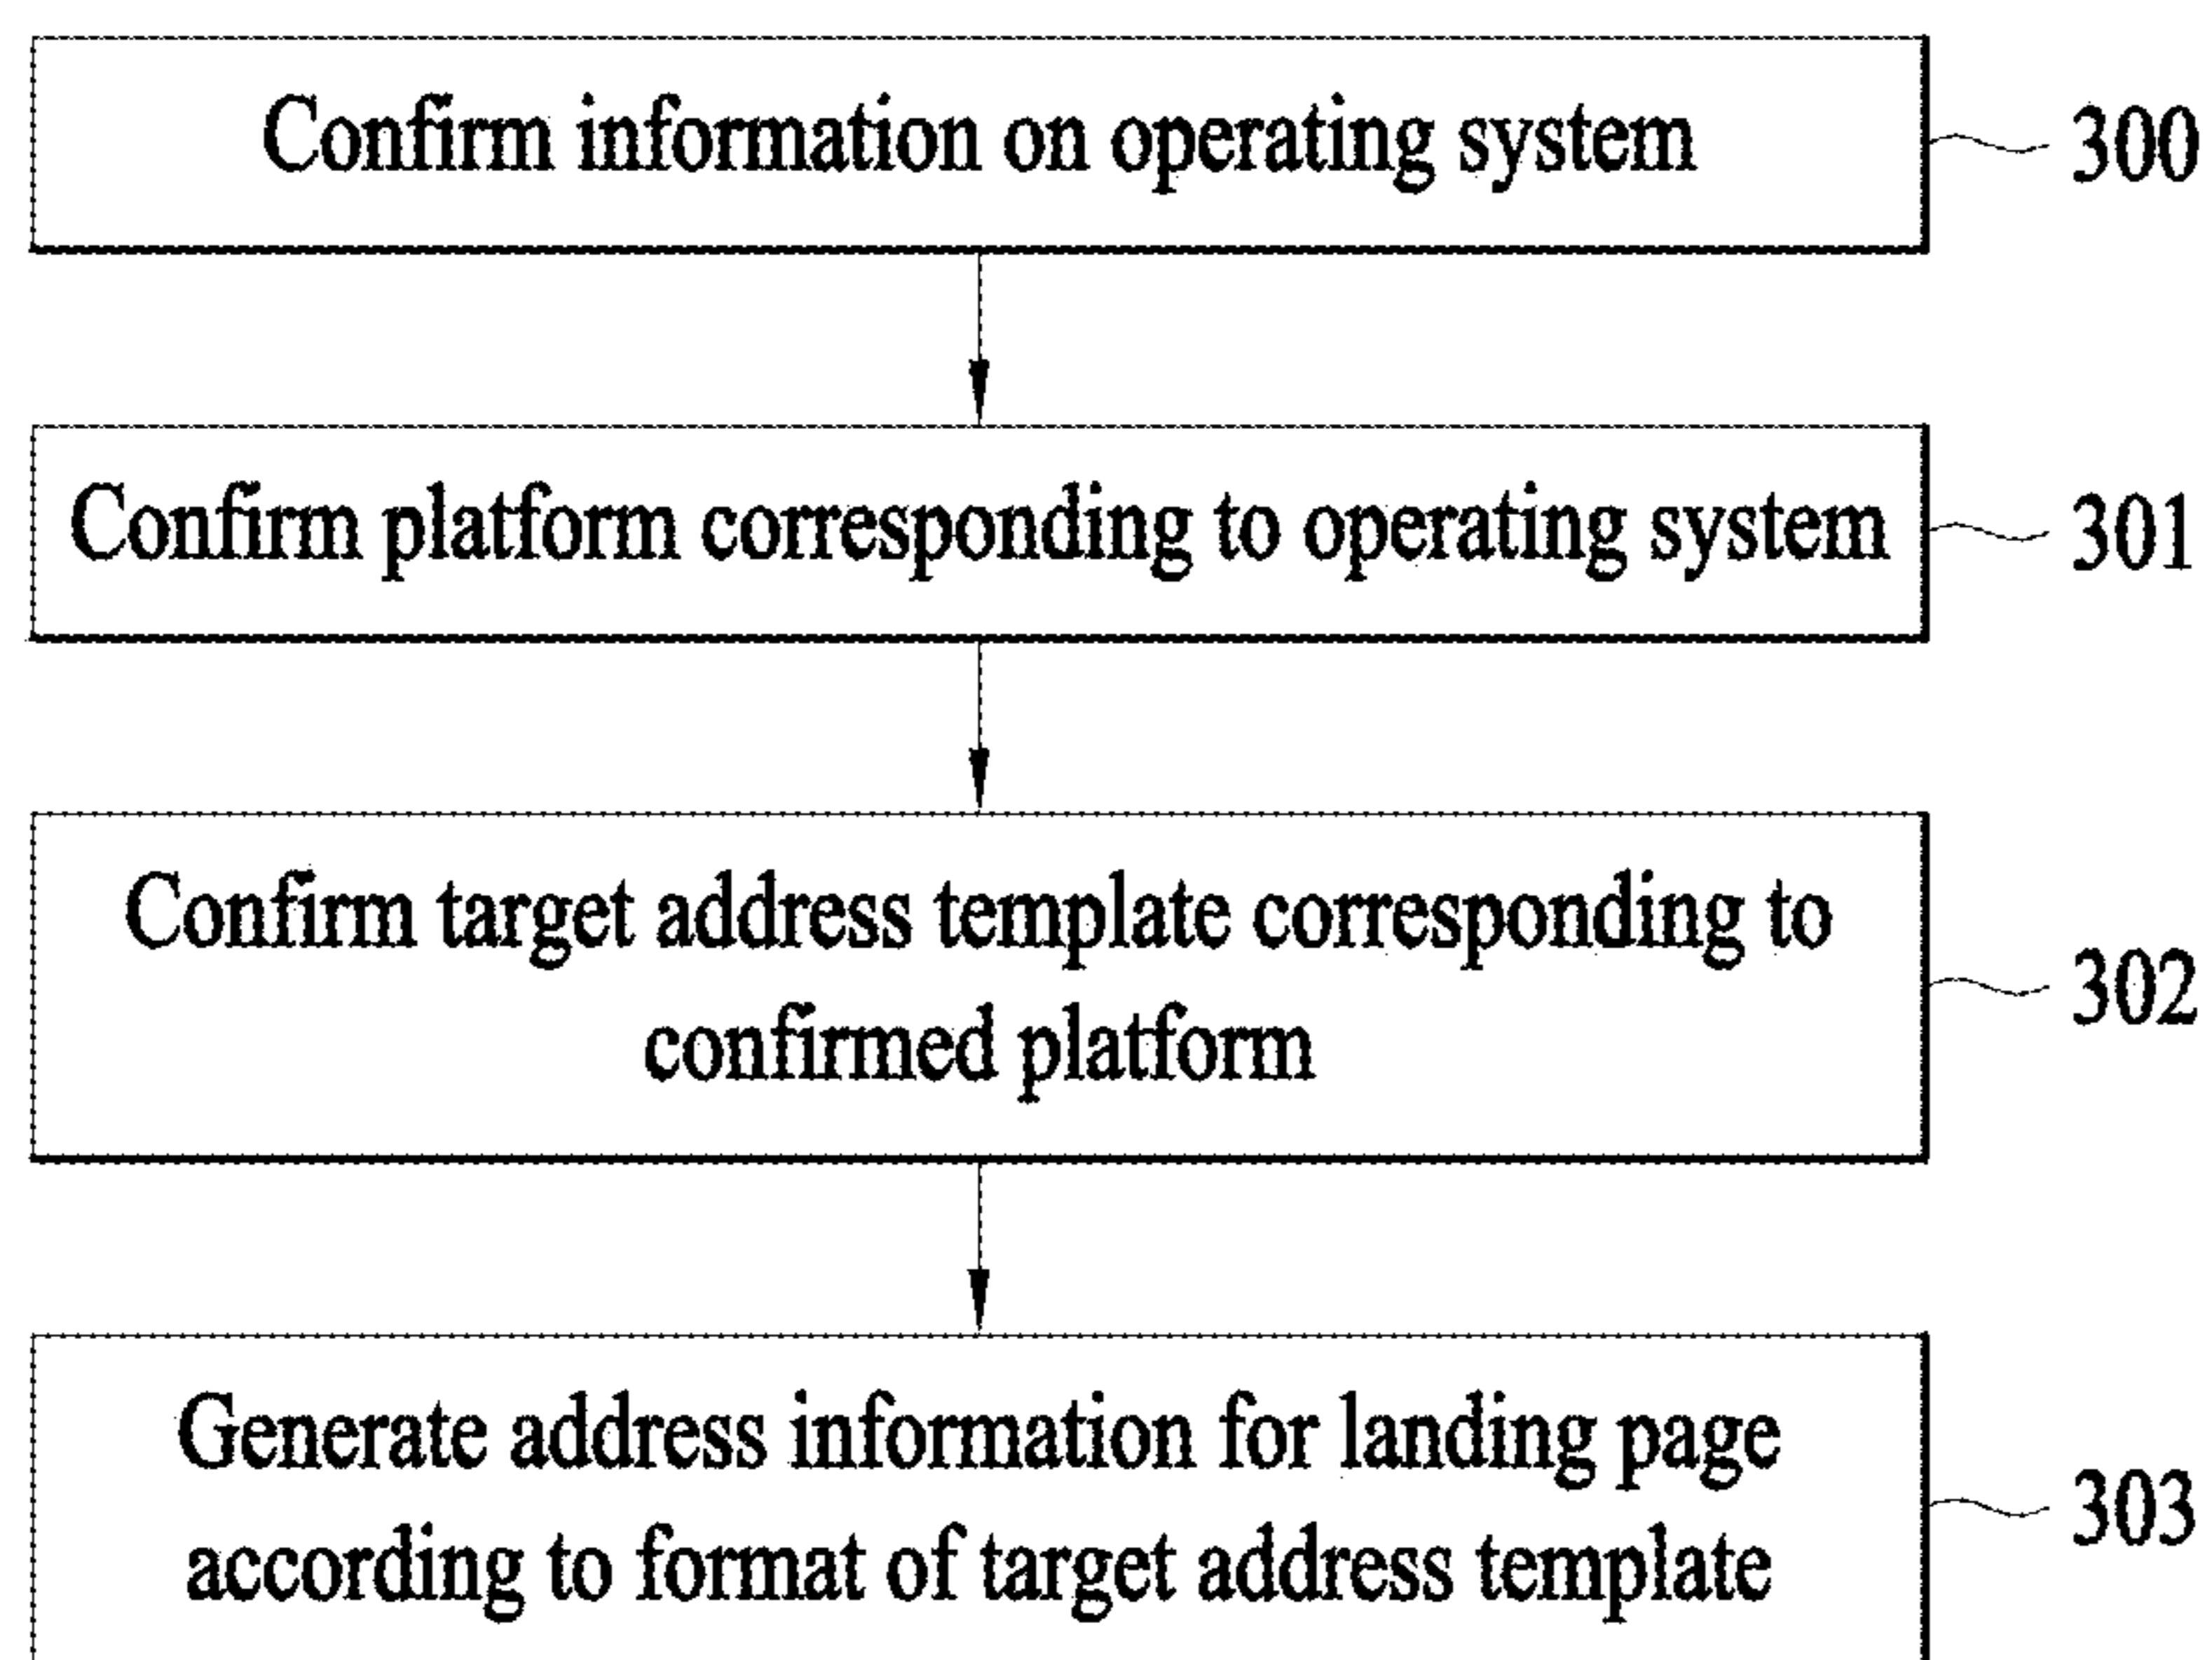 Confirm information on operating system
300
Confirm platform corresponding to operating system
301
Confirm target address template corresponding to
confirmed platform
302
Generate address information for landing page
according to format of target address template
303